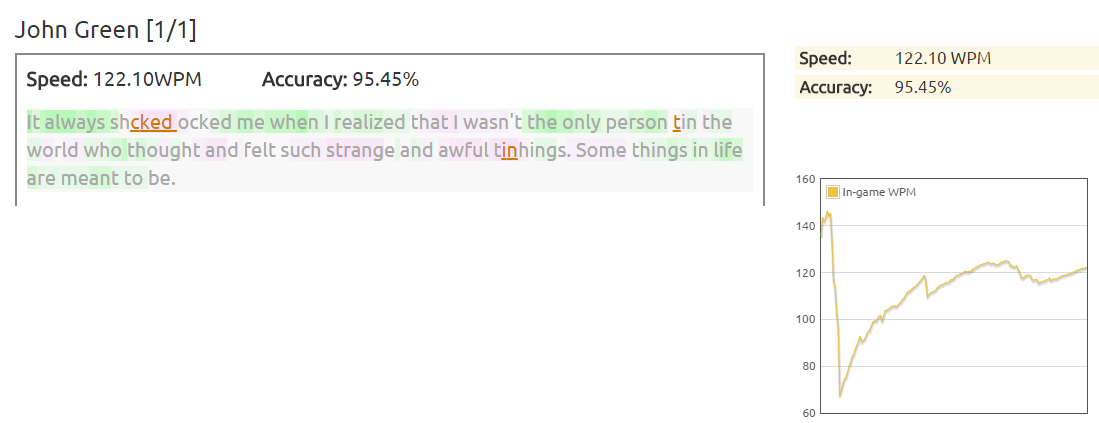 John Green [1/1]
Speed: 122.10WPM Accuracy: 95.45%
It always shcked ocked me when I realized that I wasn't the only person tin the
world who thought and felt such strange and awful tinhings. Some things in life
are meant to be.
Speed: 122.10 WPM
Accuracy: 95.45%
160
In-game WPM
140
120
100
80
60